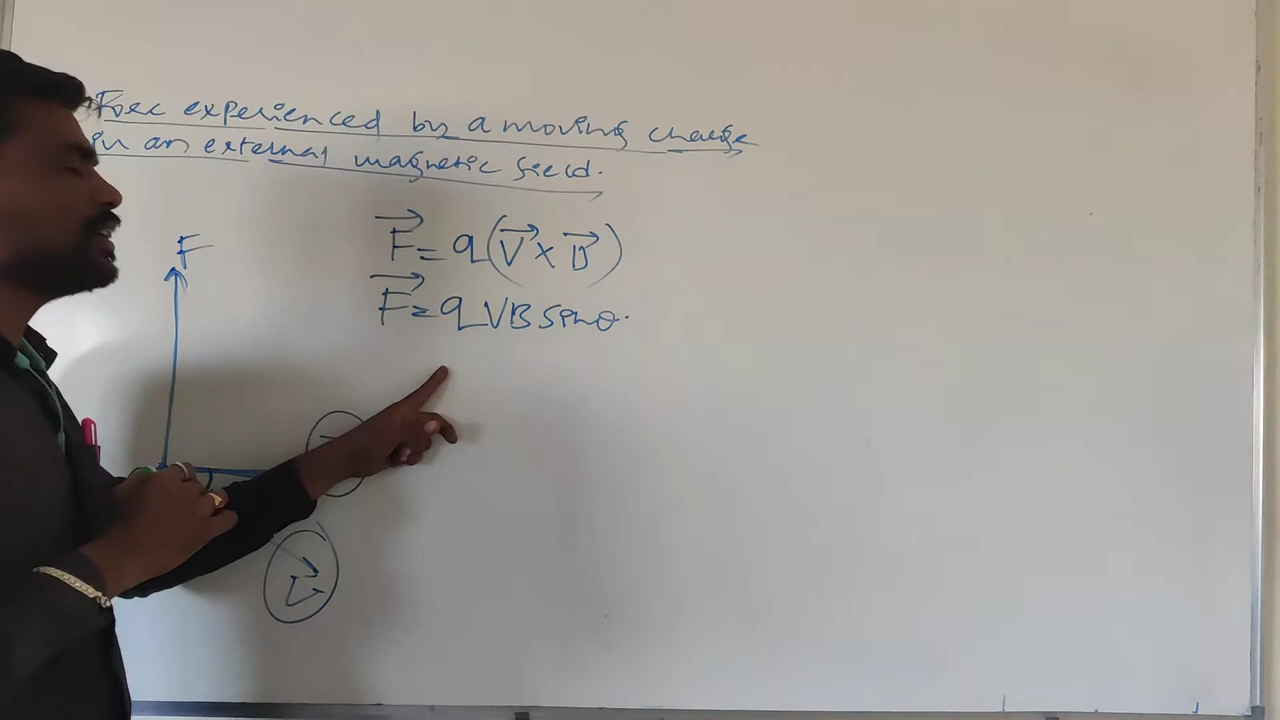 Force experienced by a moving charge
in an external magnetic field.
F⃗ = q(V⃗ × B⃗)
F⃗ = qVB sinθ.
F